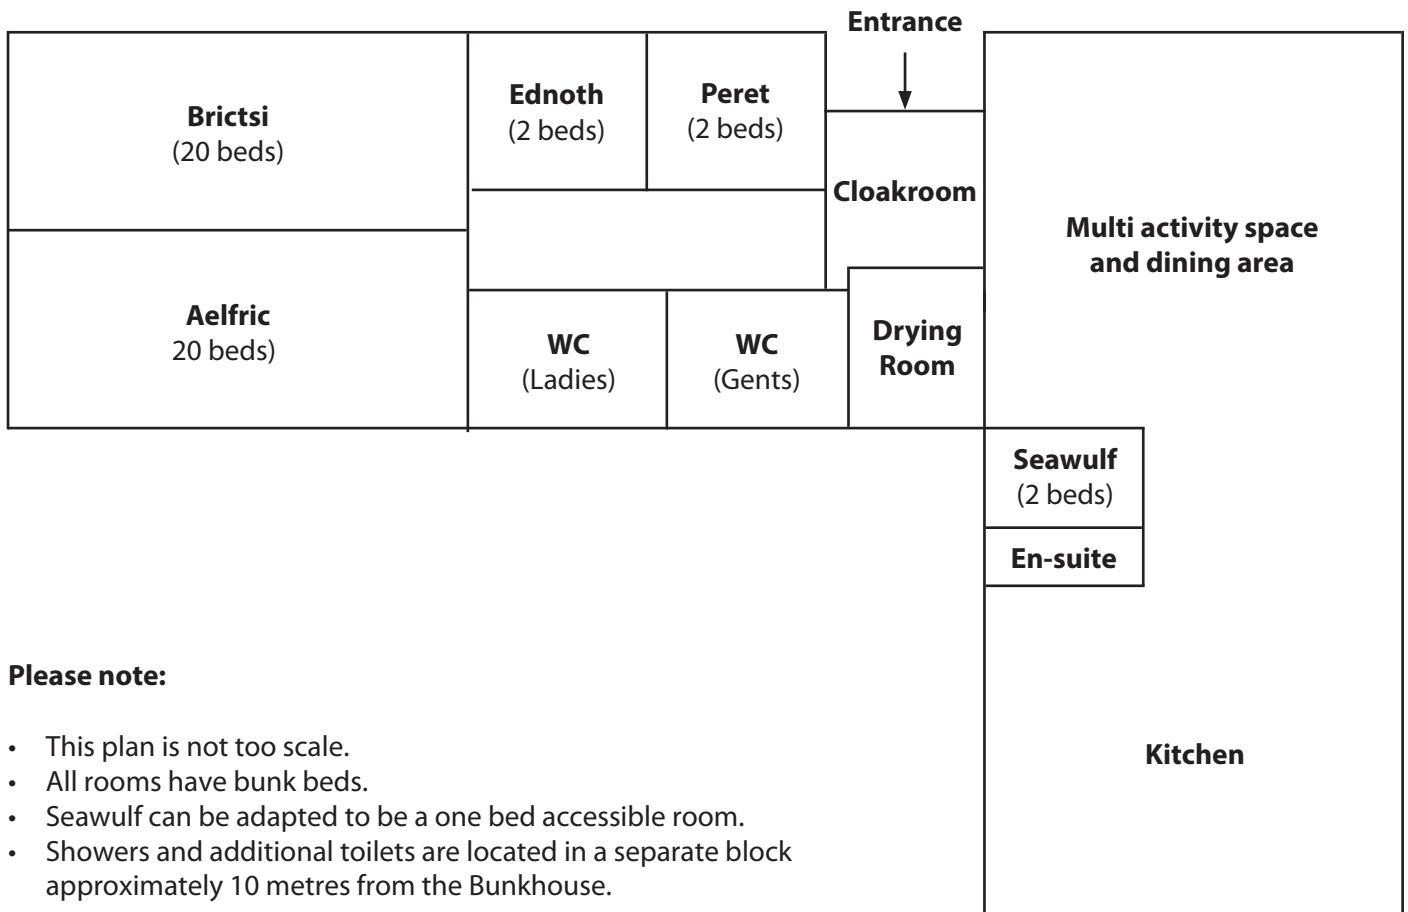 Entrance
Brictsi
(20 beds)
Ednoth
(2 beds)
Peret
(2 beds)
Cloakroom
Multi activity space
and dining area
Aelfric
20 beds)
WC
(Ladies)
WC
(Gents)
Drying
Room
Seawulf
(2 beds)
En-suite
Kitchen
Please note:
• This plan is not too scale.
• All rooms have bunk beds.
• Seawulf can be adapted to be a one bed accessible room.
• Showers and additional toilets are located in a separate block
approximately 10 metres from the Bunkhouse.